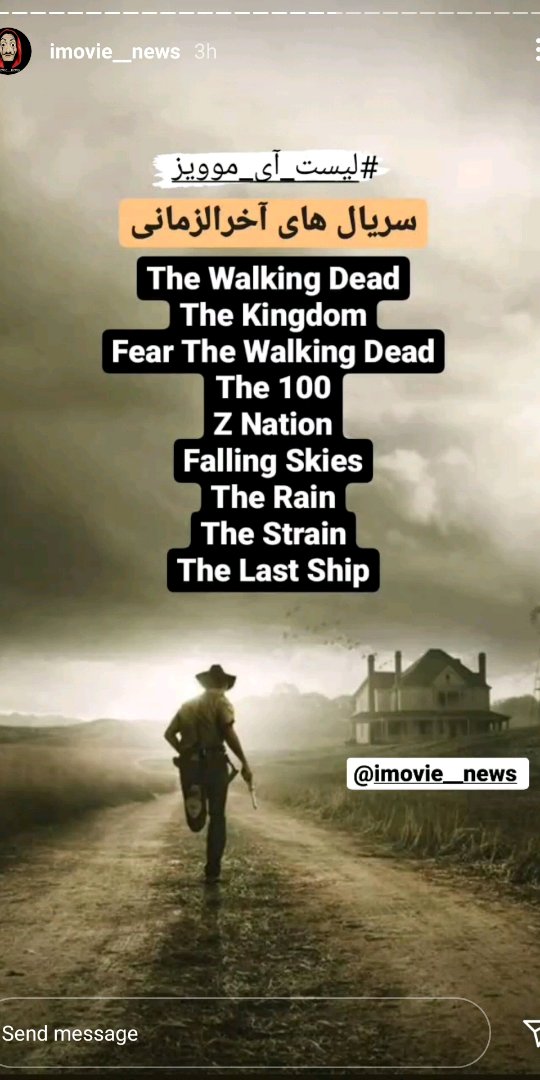 imovie__news 3h
#لیست_آی_موویز
سریال های آخرالزمانی
The Walking Dead
The Kingdom
Fear The Walking Dead
The 100
Z Nation
Falling Skies
The Rain
The Strain
The Last Ship
@imovie__news
Send message